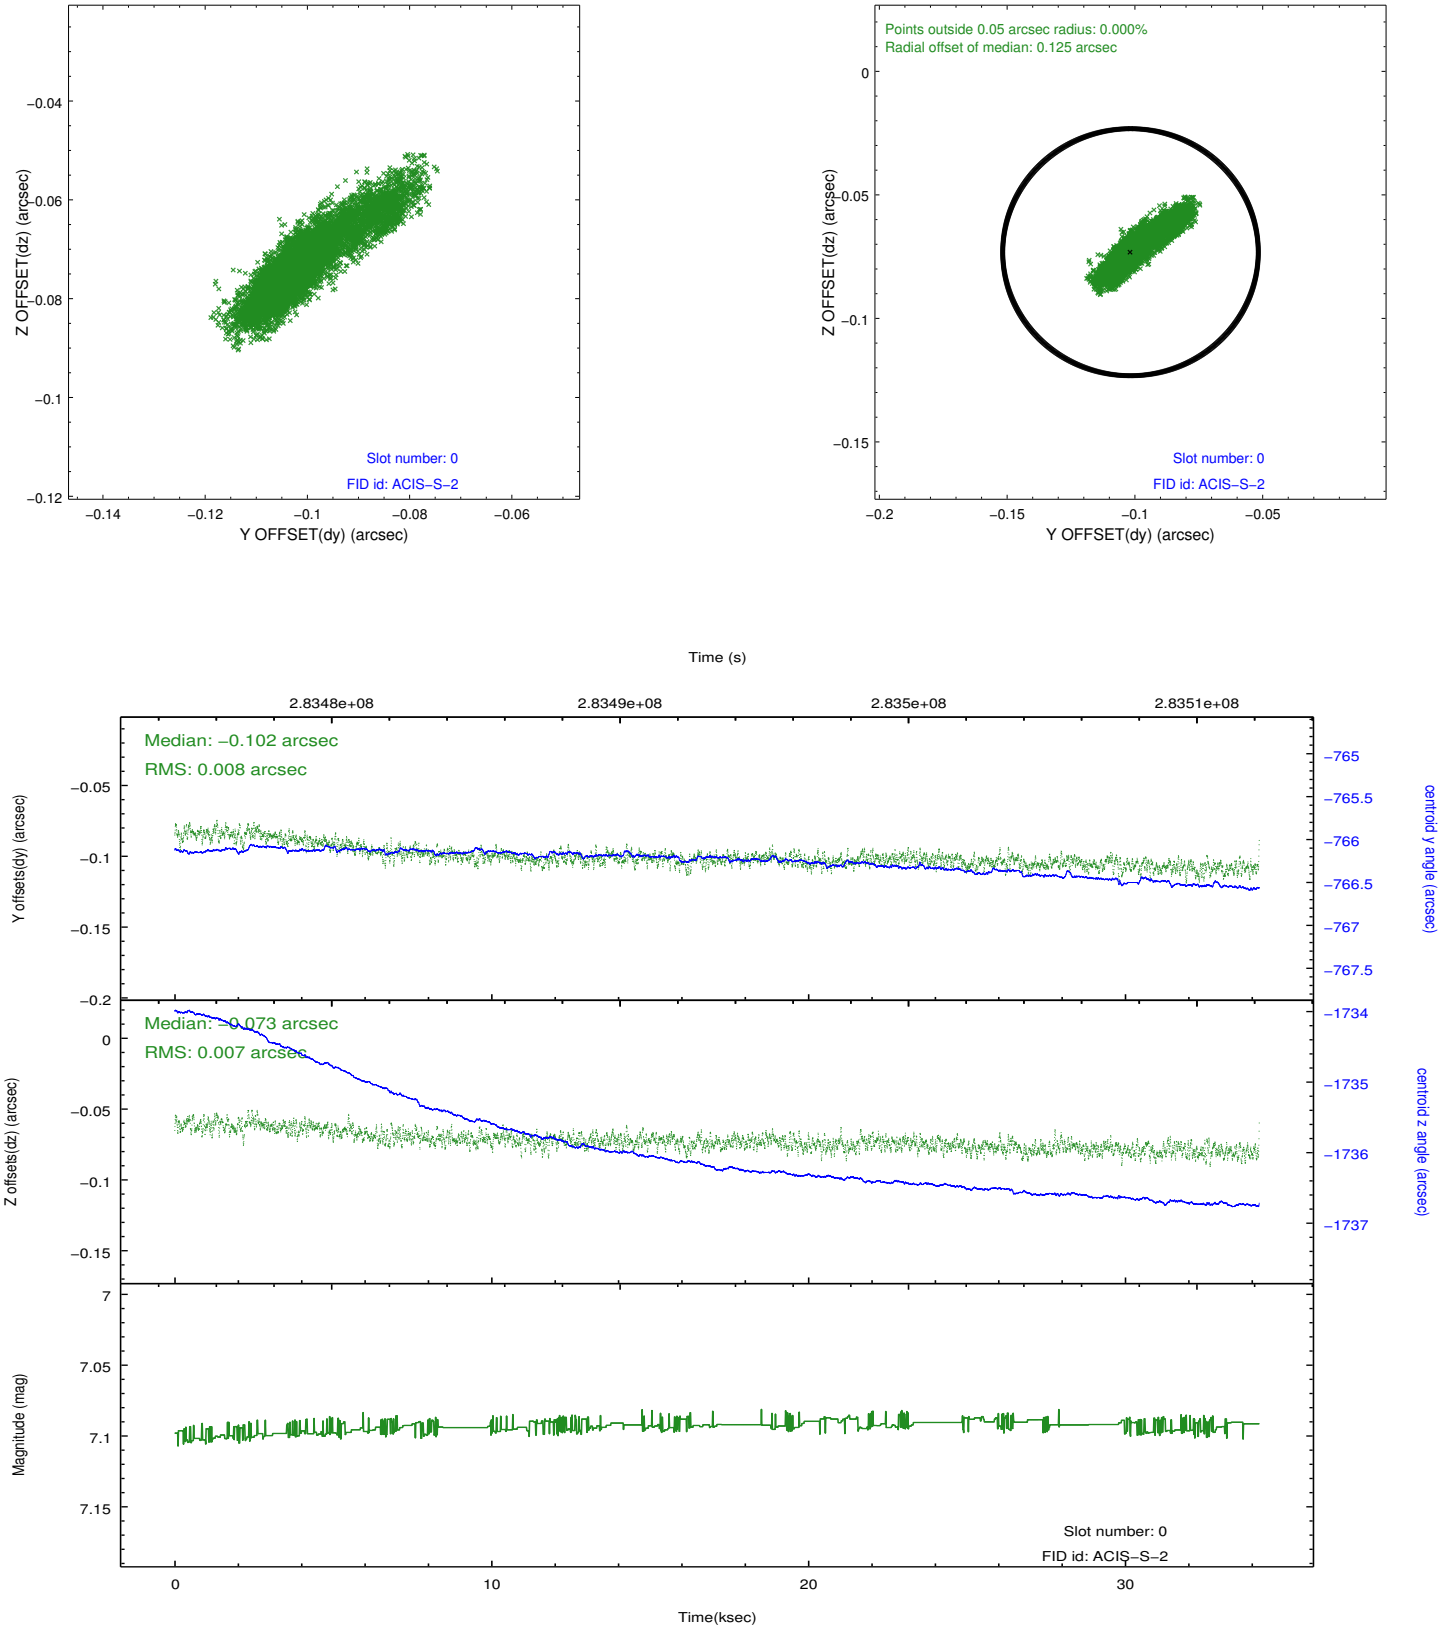 −0.04
−0.06
−0.08
−0.1
−0.12
Z OFFSET(dz) (arcsec)
Slot number: 0
FID id: ACIS−S−2
−0.14
−0.12
−0.1
−0.08
−0.06
Y OFFSET(dy) (arcsec)
Points outside 0.05 arcsec radius: 0.000%
Radial offset of median: 0.125 arcsec
0
−0.05
−0.1
−0.15
Z OFFSET(dz) (arcsec)
Slot number: 0
FID id: ACIS−S−2
−0.2
−0.15
−0.1
−0.05
Y OFFSET(dy) (arcsec)
Time (s)
2.8348e+08
2.8349e+08
2.835e+08
2.8351e+08
Median: −0.102 arcsec
RMS: 0.008 arcsec
−0.05
−0.1
−0.15
−0.2
Y offsets(dy) (arcsec)
−765
−765.5
−766
−766.5
−767
−767.5
centroid y angle (arcsec)
Median: −0.073 arcsec
RMS: 0.007 arcsec
0
−0.05
−0.1
−0.15
Z offsets(dz) (arcsec)
−1734
−1735
−1736
−1737
centroid z angle (arcsec)
7
7.05
7.1
7.15
Magnitude (mag)
Slot number: 0
FID id: ACIS−S−2
0
10
20
30
Time(ksec)